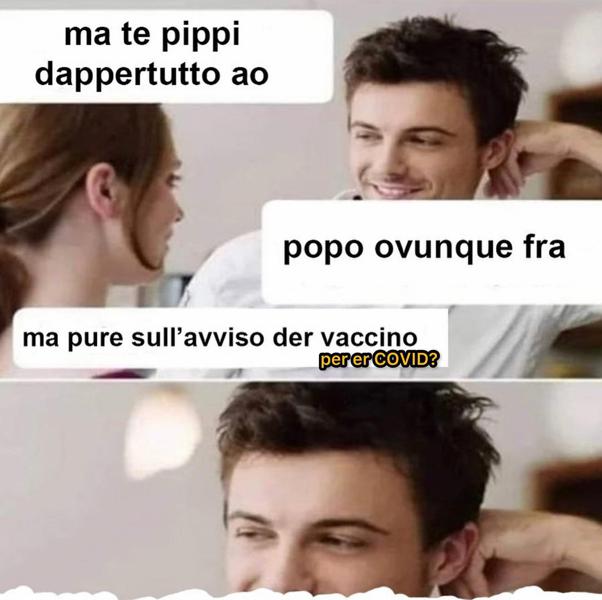 ma te pippi
dappertutto ao
popo ovunque fra
ma pure sull'avviso der vaccino
per er COVID?